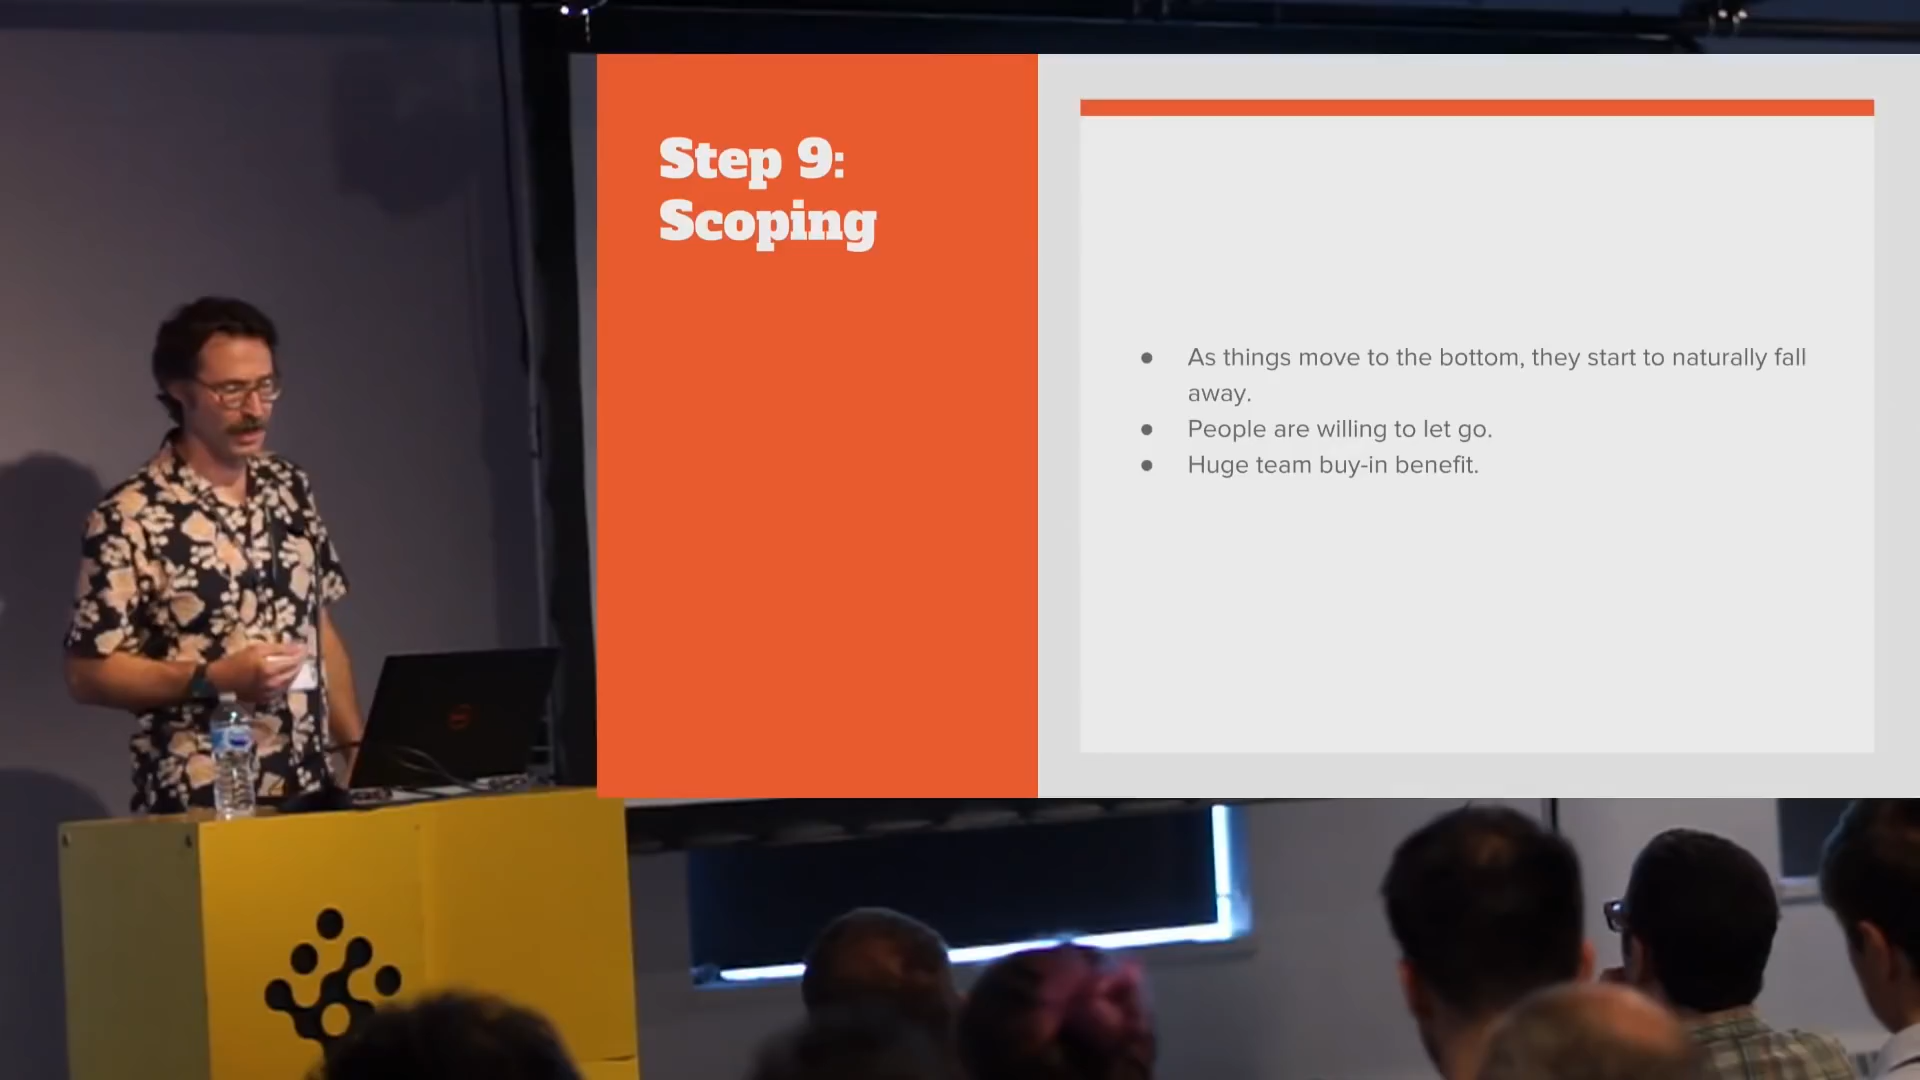 Step 9:
Scoping
● As things move to the bottom, they start to naturally fall
away.
● People are willing to let go.
● Huge team buy-in benefit.